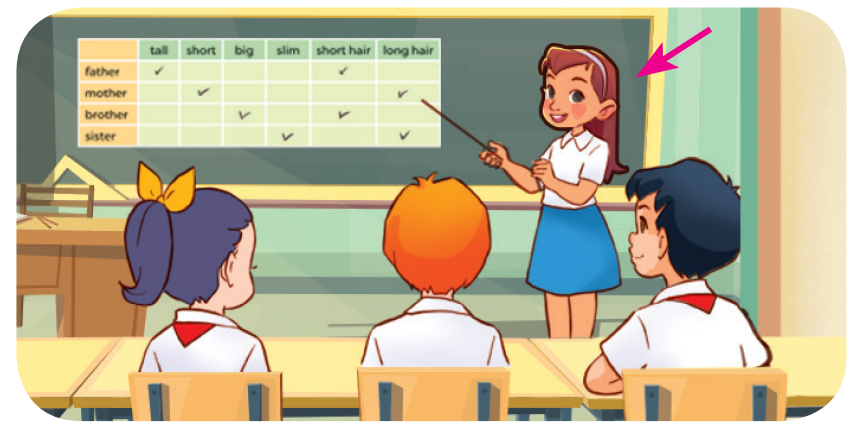 tall short big slim short hair long hair
father ✓ ✓
mother ✓ ✓
brother ✓ ✓
sister ✓ ✓